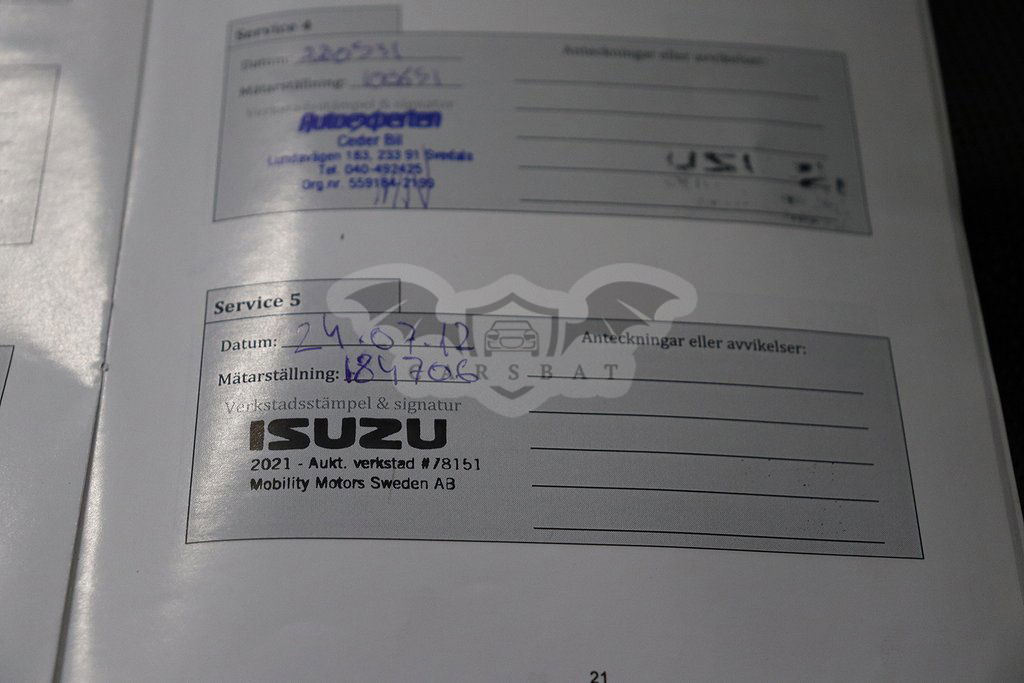 Service 4
Datum: 220531
Anteckningar eller avvikelser:
Mätarställning: 100651
Verkstadsstämpel & signatur
Autoexperten
Ceder Bil
Lundavägen 183, 233 91 Svedala
Tel. 040-492425
Org.nr. 559184-2199
Service 5
Datum: 24.07.12
Anteckningar eller avvikelser:
Mätarställning: 184706
CARSBAT
Verkstadsstämpel & signatur
ISUZU
2021 - Aukt. verkstad #78151
Mobility Motors Sweden AB
21